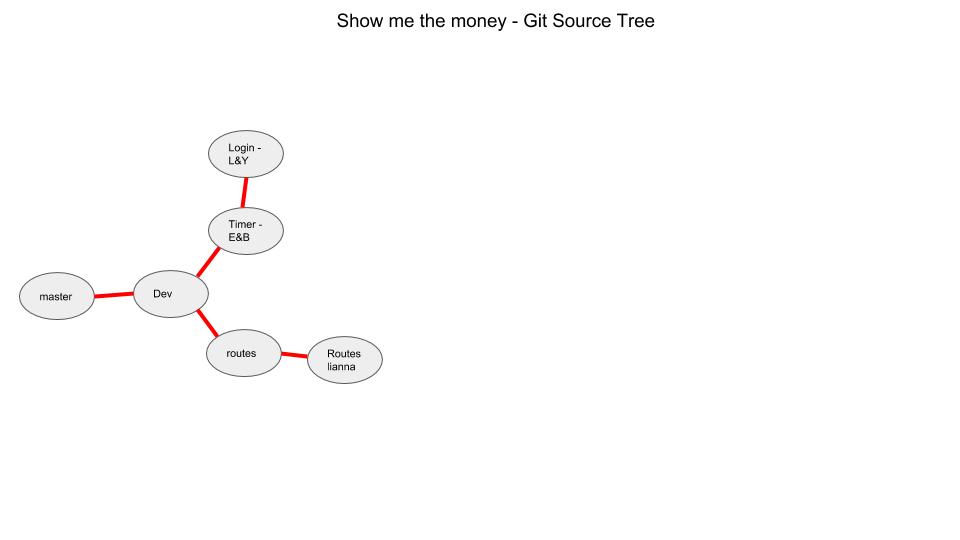 Show me the money - Git Source Tree
Login -
L&Y
Timer -
E&B
master
Dev
routes
Routes
lianna